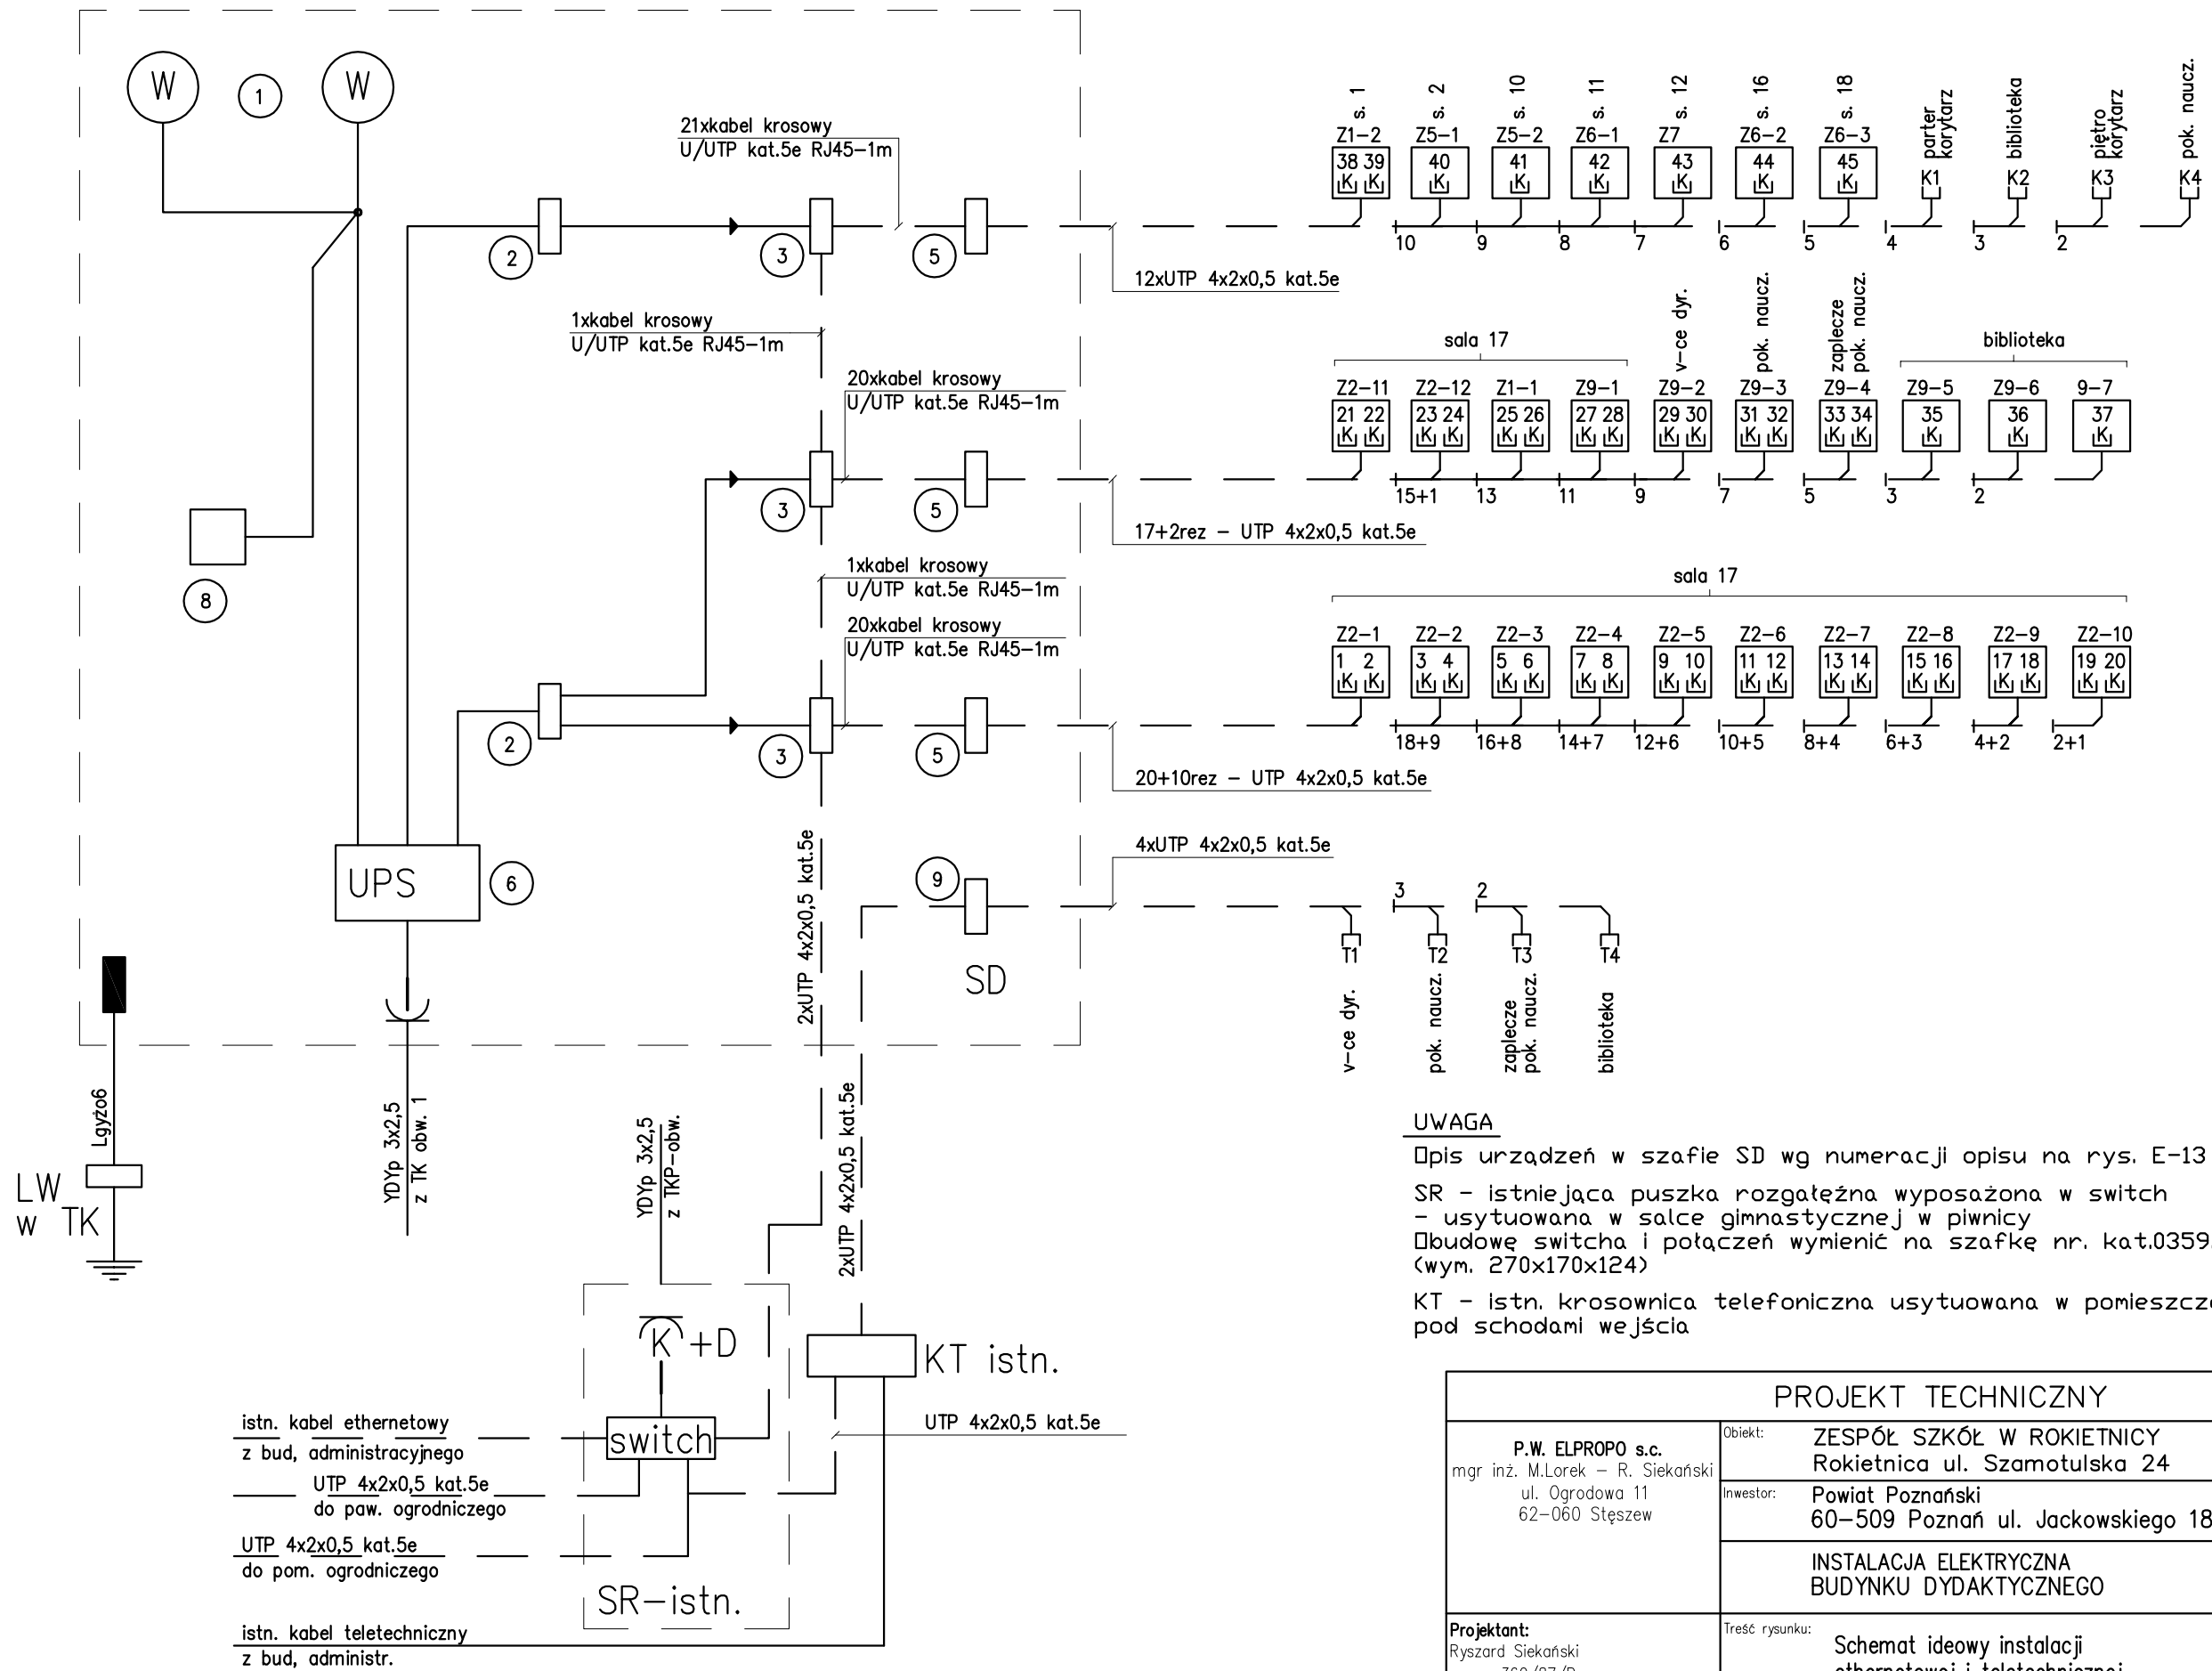 W
1
W
21xkabel krosowy
U/UTP kat.5e RJ45-1m
2
3
5
12xUTP 4x2x0,5 kat.5e
s. 1
s. 2
s. 10
s. 11
s. 12
s. 16
s. 18
parter
korytarz
biblioteka
piętro
korytarz
pok. naucz.
Z1-2 Z5-1 Z5-2 Z6-1 Z7 Z6-2 Z6-3
38 39 40 41 42 43 44 45
K K K K K K K K
K1 K2 K3 K4
10 9 8 7 6 5 4 3 2
1xkabel krosowy
U/UTP kat.5e RJ45-1m
20xkabel krosowy
U/UTP kat.5e RJ45-1m
3
5
17+2rez - UTP 4x2x0,5 kat.5e
sala 17
v-ce dyr.
pok. naucz.
zaplecze
pok. naucz.
biblioteka
Z2-11 Z2-12 Z1-1 Z9-1 Z9-2 Z9-3 Z9-4 Z9-5 Z9-6 9-7
21 22 23 24 25 26 27 28 29 30 31 32 33 34 35 36 37
K K K K K K K K K K K K K K K K K
15+1 13 11 9 7 5 3 2
8
1xkabel krosowy
U/UTP kat.5e RJ45-1m
20xkabel krosowy
U/UTP kat.5e RJ45-1m
2
3
5
20+10rez - UTP 4x2x0,5 kat.5e
sala 17
Z2-1 Z2-2 Z2-3 Z2-4 Z2-5 Z2-6 Z2-7 Z2-8 Z2-9 Z2-10
1 2 3 4 5 6 7 8 9 10 11 12 13 14 15 16 17 18 19 20
K K K K K K K K K K K K K K K K K K K K
18+9 16+8 14+7 12+6 10+5 8+4 6+3 4+2 2+1
UPS
6
2xUTP 4x2x0,5 kat.5e
9
SD
4xUTP 4x2x0,5 kat.5e
3 2
T1 T2 T3 T4
v-ce dyr.
pok. naucz.
zaplecze
pok. naucz.
biblioteka
Lgyżo6
LW
w TK
YDYp 3x2,5
z TK obw. 1
YDYp 3x2,5
z TKP-obw.
2xUTP 4x2x0,5 kat.5e
K +D
KT istn.
switch
UTP 4x2x0,5 kat.5e
istn. kabel ethernetowy
z bud, administracyjnego
UTP 4x2x0,5 kat.5e
do paw. ogrodniczego
UTP 4x2x0,5 kat.5e
do pom. ogrodniczego
SR-istn.
istn. kabel teletechniczny
z bud, administr.
UWAGA
Opis urządzeń w szafie SD wg numeracji opisu na rys. E-13
SR - istniejąca puszka rozgałęźna wyposażona w switch
- usytuowana w salce gimnastycznej w piwnicy
Obudowę switcha i połączeń wymienić na szafkę nr. kat.0359
(wym. 270x170x124)
KT - istn. krosownica telefoniczna usytuowana w pomieszcz
pod schodami wejścia
PROJEKT TECHNICZNY
P.W. ELPROPO s.c.
mgr inż. M.Lorek - R. Siekański
ul. Ogrodowa 11
62-060 Stęszew
Obiekt:
ZESPÓŁ SZKÓŁ W ROKIETNICY
Rokietnica ul. Szamotulska 24
Inwestor:
Powiat Poznański
60-509 Poznań ul. Jackowskiego 18
INSTALACJA ELEKTRYCZNA
BUDYNKU DYDAKTYCZNEGO
Projektant:
Ryszard Siekański
Treść rysunku:
Schemat ideowy instalacji
ethernetowej i teletechnicznej